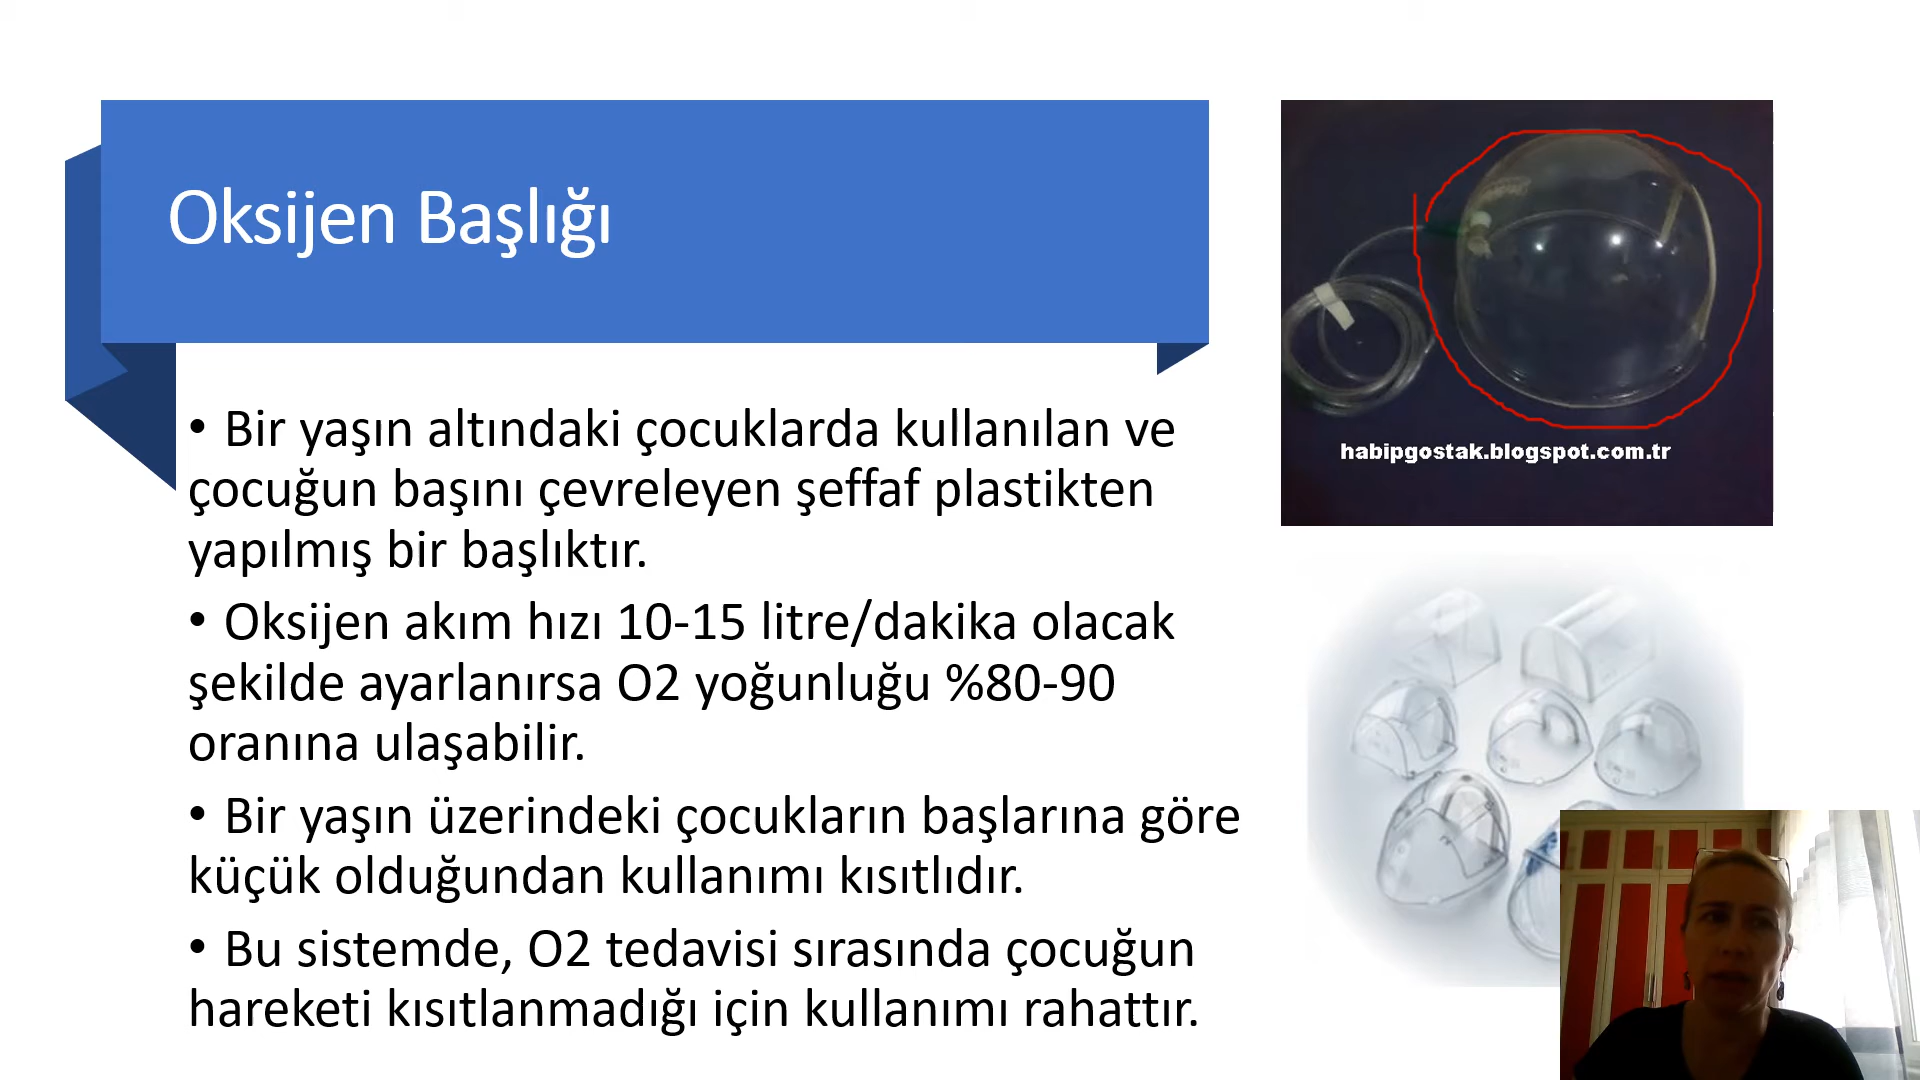 Oksijen Başlığı
• Bir yaşın altındaki çocuklarda kullanılan ve
çocuğun başını çevreleyen şeffaf plastikten
yapılmış bir başlıktır.
• Oksijen akım hızı 10-15 litre/dakika olacak
şekilde ayarlanırsa O2 yoğunluğu %80-90
oranına ulaşabilir.
• Bir yaşın üzerindeki çocukların başlarına göre
küçük olduğundan kullanımı kısıtlıdır.
• Bu sistemde, O2 tedavisi sırasında çocuğun
hareketi kısıtlanmadığı için kullanımı rahattır.
habipgostak.blogspot.com.tr